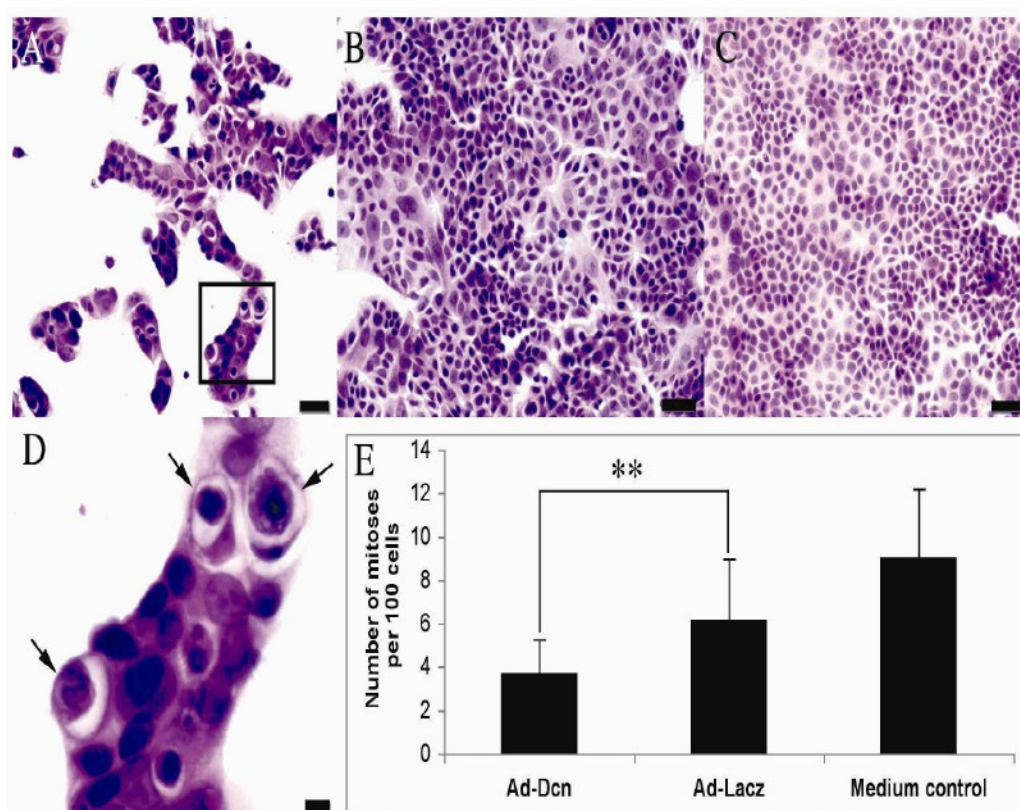 A
B
C
D
E
14
12
10
8
6
4
2
0
**
Number of mitoses
per 100 cells
Ad-Dcn
Ad-Lacz
Medium control